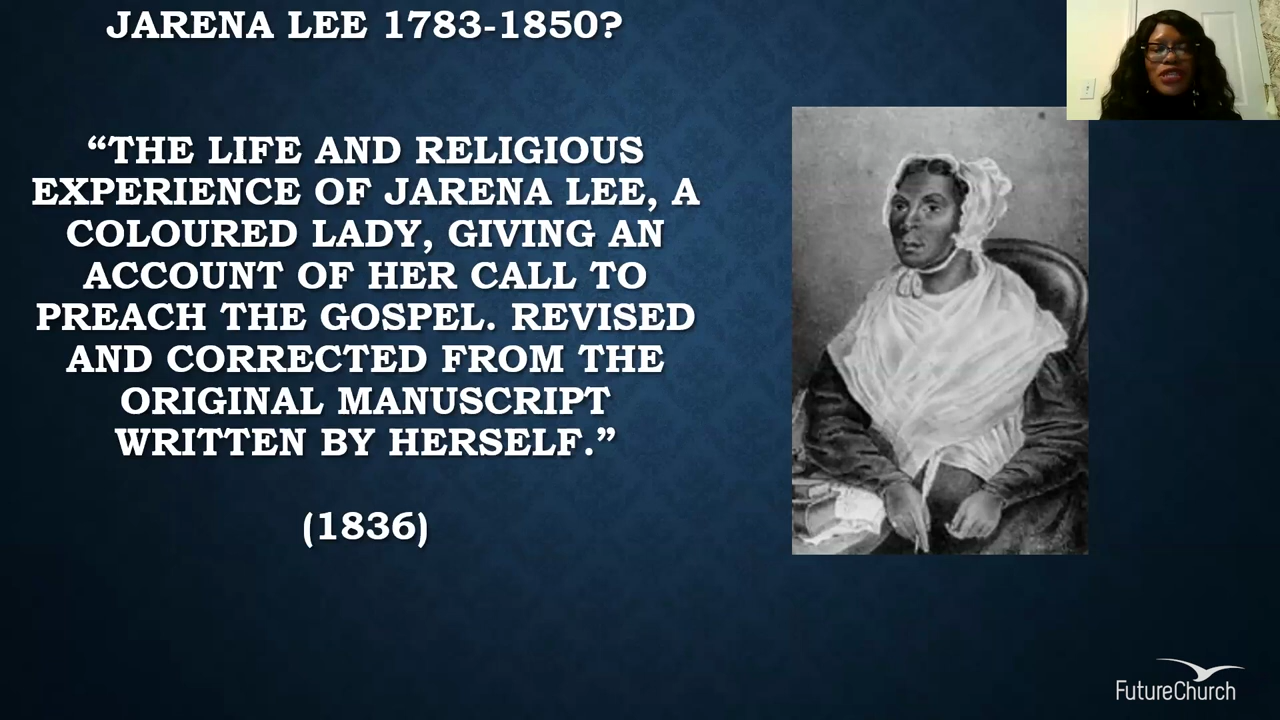 JARENA LEE 1783-1850?
“THE LIFE AND RELIGIOUS
EXPERIENCE OF JARENA LEE, A
COLOURED LADY, GIVING AN
ACCOUNT OF HER CALL TO
PREACH THE GOSPEL. REVISED
AND CORRECTED FROM THE
ORIGINAL MANUSCRIPT
WRITTEN BY HERSELF.”
(1836)
FutureChurch